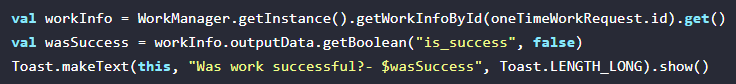 val workInfo = WorkManager.getInstance().getWorkInfoById(oneTimeWorkRequest.id).get()
val wasSuccess = workInfo.outputData.getBoolean("is_success", false)
Toast.makeText(this, "Was work successful?- $wasSuccess", Toast.LENGTH_LONG).show()